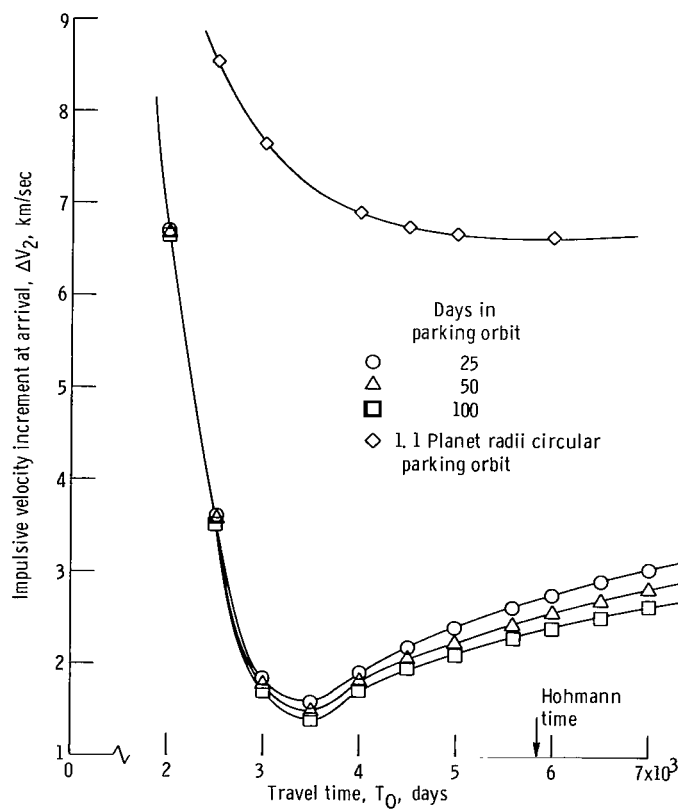 9
8
7
6
5
4
3
2
1
Impulsive velocity increment at arrival, ΔV₂, km/sec
Days in
parking orbit
25
50
100
1.1 Planet radii circular
parking orbit
Hohmann
time
0 2 3 4 5 6 7x10³
Travel time, T₀, days